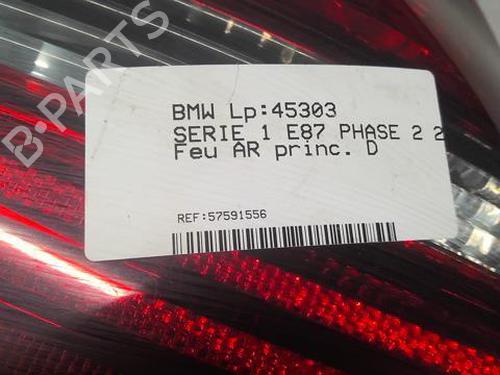 B-PARTS
BMW Lp:45303
SERIE 1 E87 PHASE 2 2
Feu AR princ. D
REF:57591556